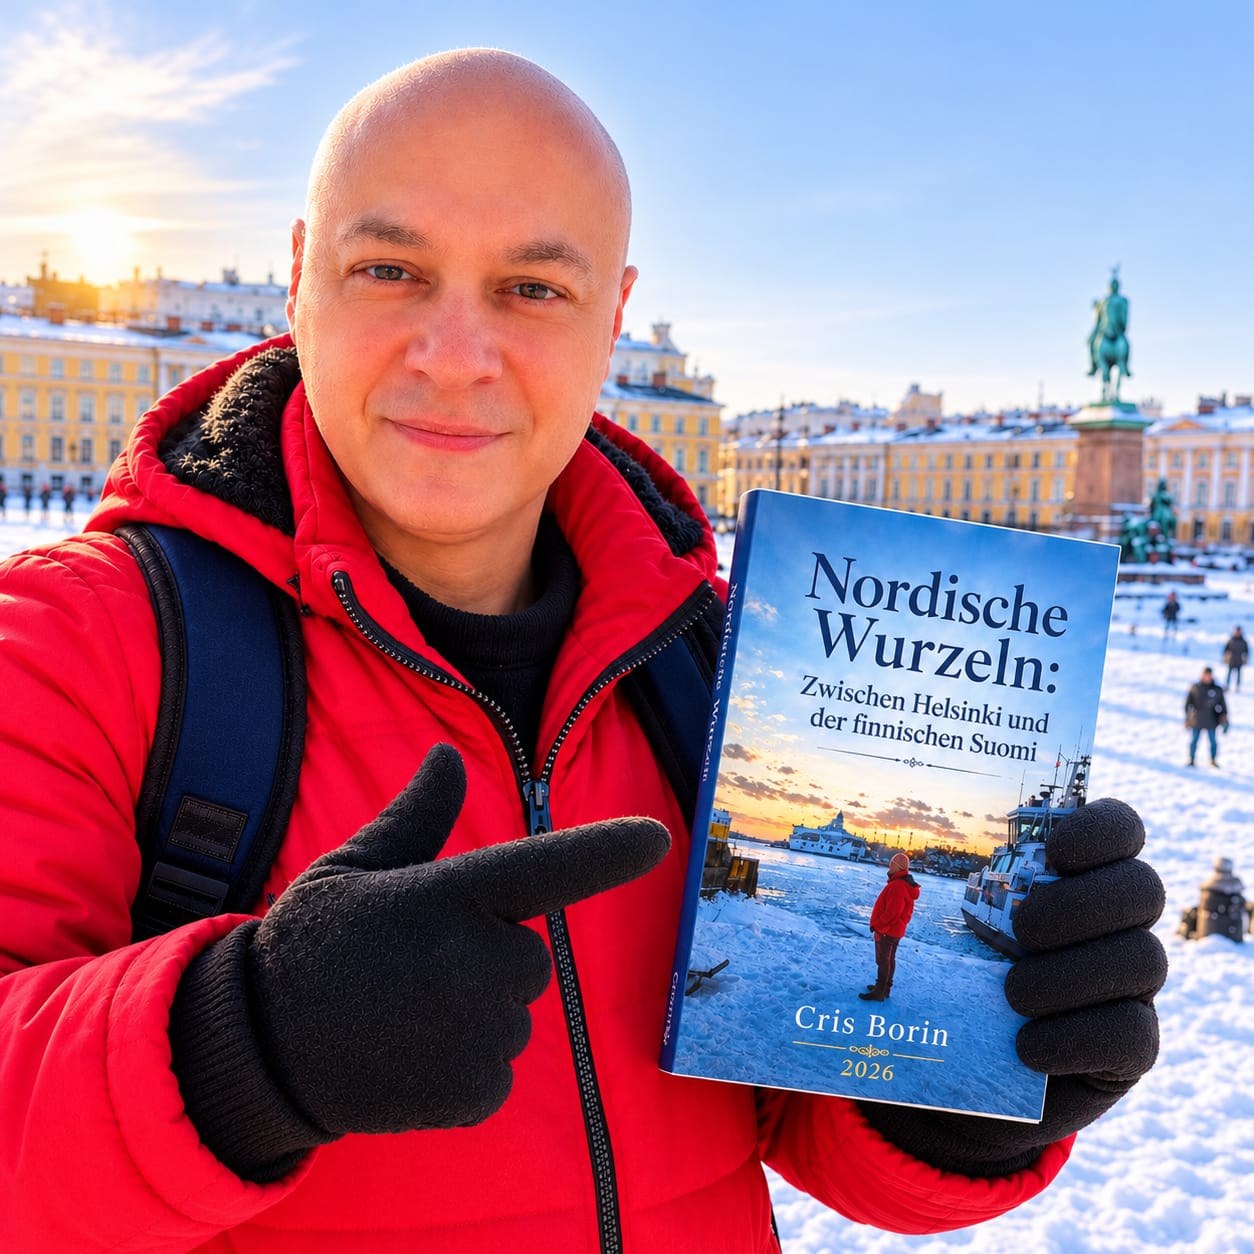 Nordische
Wurzeln:
Zwischen Helsinki und
der finnischen Suomi
Cris Borin
2026